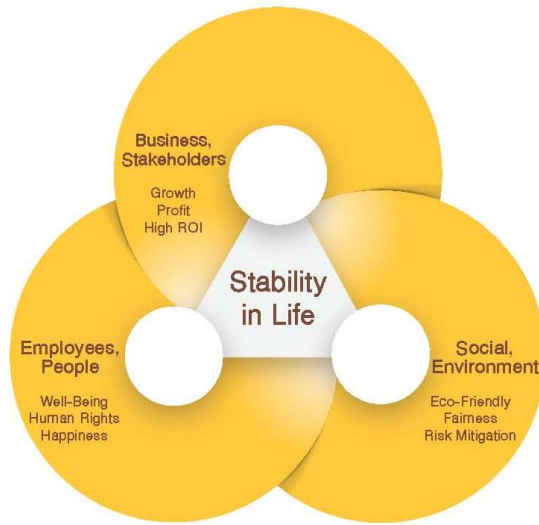 Business,
Stakeholders
Growth
Profit
High ROI
Stability
in Life
Employees,
People
Well-Being
Human Rights
Happiness
Social,
Environment
Eco-Friendly
Fairness
Risk Mitigation